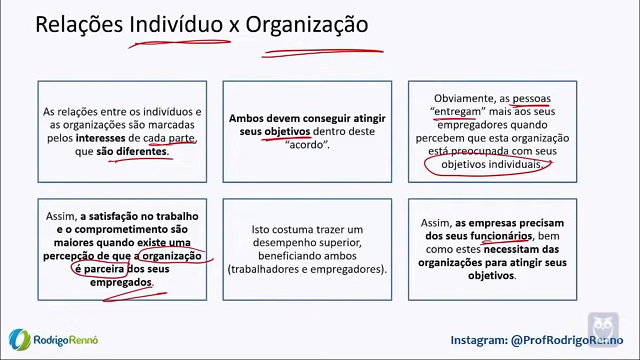 Relações Indivíduo x Organização
As relações entre os indivíduos e
as organizações são marcadas
pelos interesses de cada parte,
que são diferentes.
Ambos devem conseguir atingir
seus objetivos dentro deste
“acordo”.
Obviamente, as pessoas
“entregam” mais aos seus
empregadores quando
percebem que esta organização
está preocupada com seus
objetivos individuais.
Assim, a satisfação no trabalho
e o comprometimento são
maiores quando existe uma
percepção de que a organização
é parceira dos seus
empregados.
Isto costuma trazer um
desempenho superior,
beneficiando ambos
(trabalhadores e empregadores).
Assim, as empresas precisam
dos seus funcionários, bem
como estes necessitam das
organizações para atingir seus
objetivos.
RodrigoRennó
Instagram: @ProfRodrigoRenno